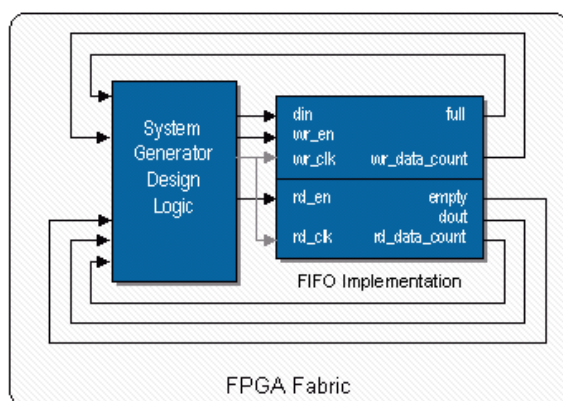 System
Generator
Design
Logic
din full
wr_en
wr_clk wr_data_count
rd_en empty
dout
rd_clk rd_data_count
FIFO Implementation
FPGA Fabric